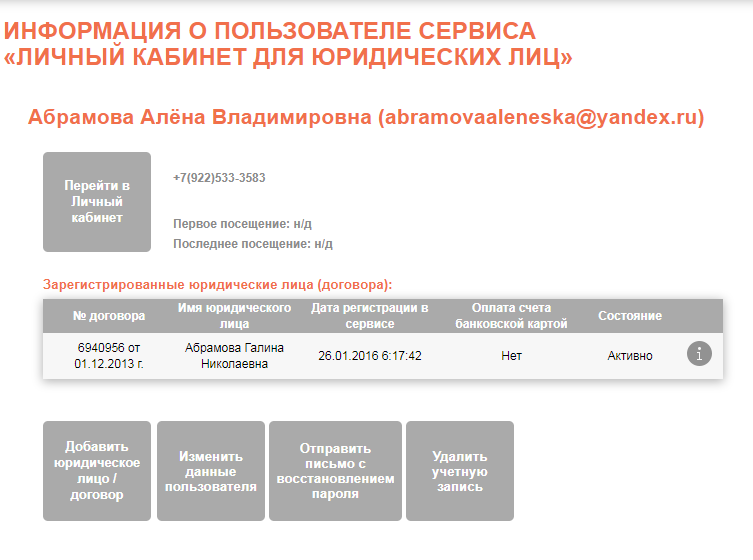 ИНФОРМАЦИЯ О ПОЛЬЗОВАТЕЛЕ СЕРВИСА
«ЛИЧНЫЙ КАБИНЕТ ДЛЯ ЮРИДИЧЕСКИХ ЛИЦ»
Абрамова Алёна Владимировна (abramovaaleneska@yandex.ru)
Перейти в
Личный
кабинет
+7(922)533-3583
Первое посещение: н/д
Последнее посещение: н/д
Зарегистрированные юридические лица (договора):
№ договора
Имя юридического
лица
Дата регистрации в
сервисе
Оплата счета
банковской картой
Состояние
6940956 от
01.12.2013 г.
Абрамова Галина
Николаевна
26.01.2016 6:17:42
Нет
Активно
i
Добавить
юридическое
лицо /
договор
Изменить
данные
пользователя
Отправить
письмо с
восстановлением
пароля
Удалить
учетную
запись